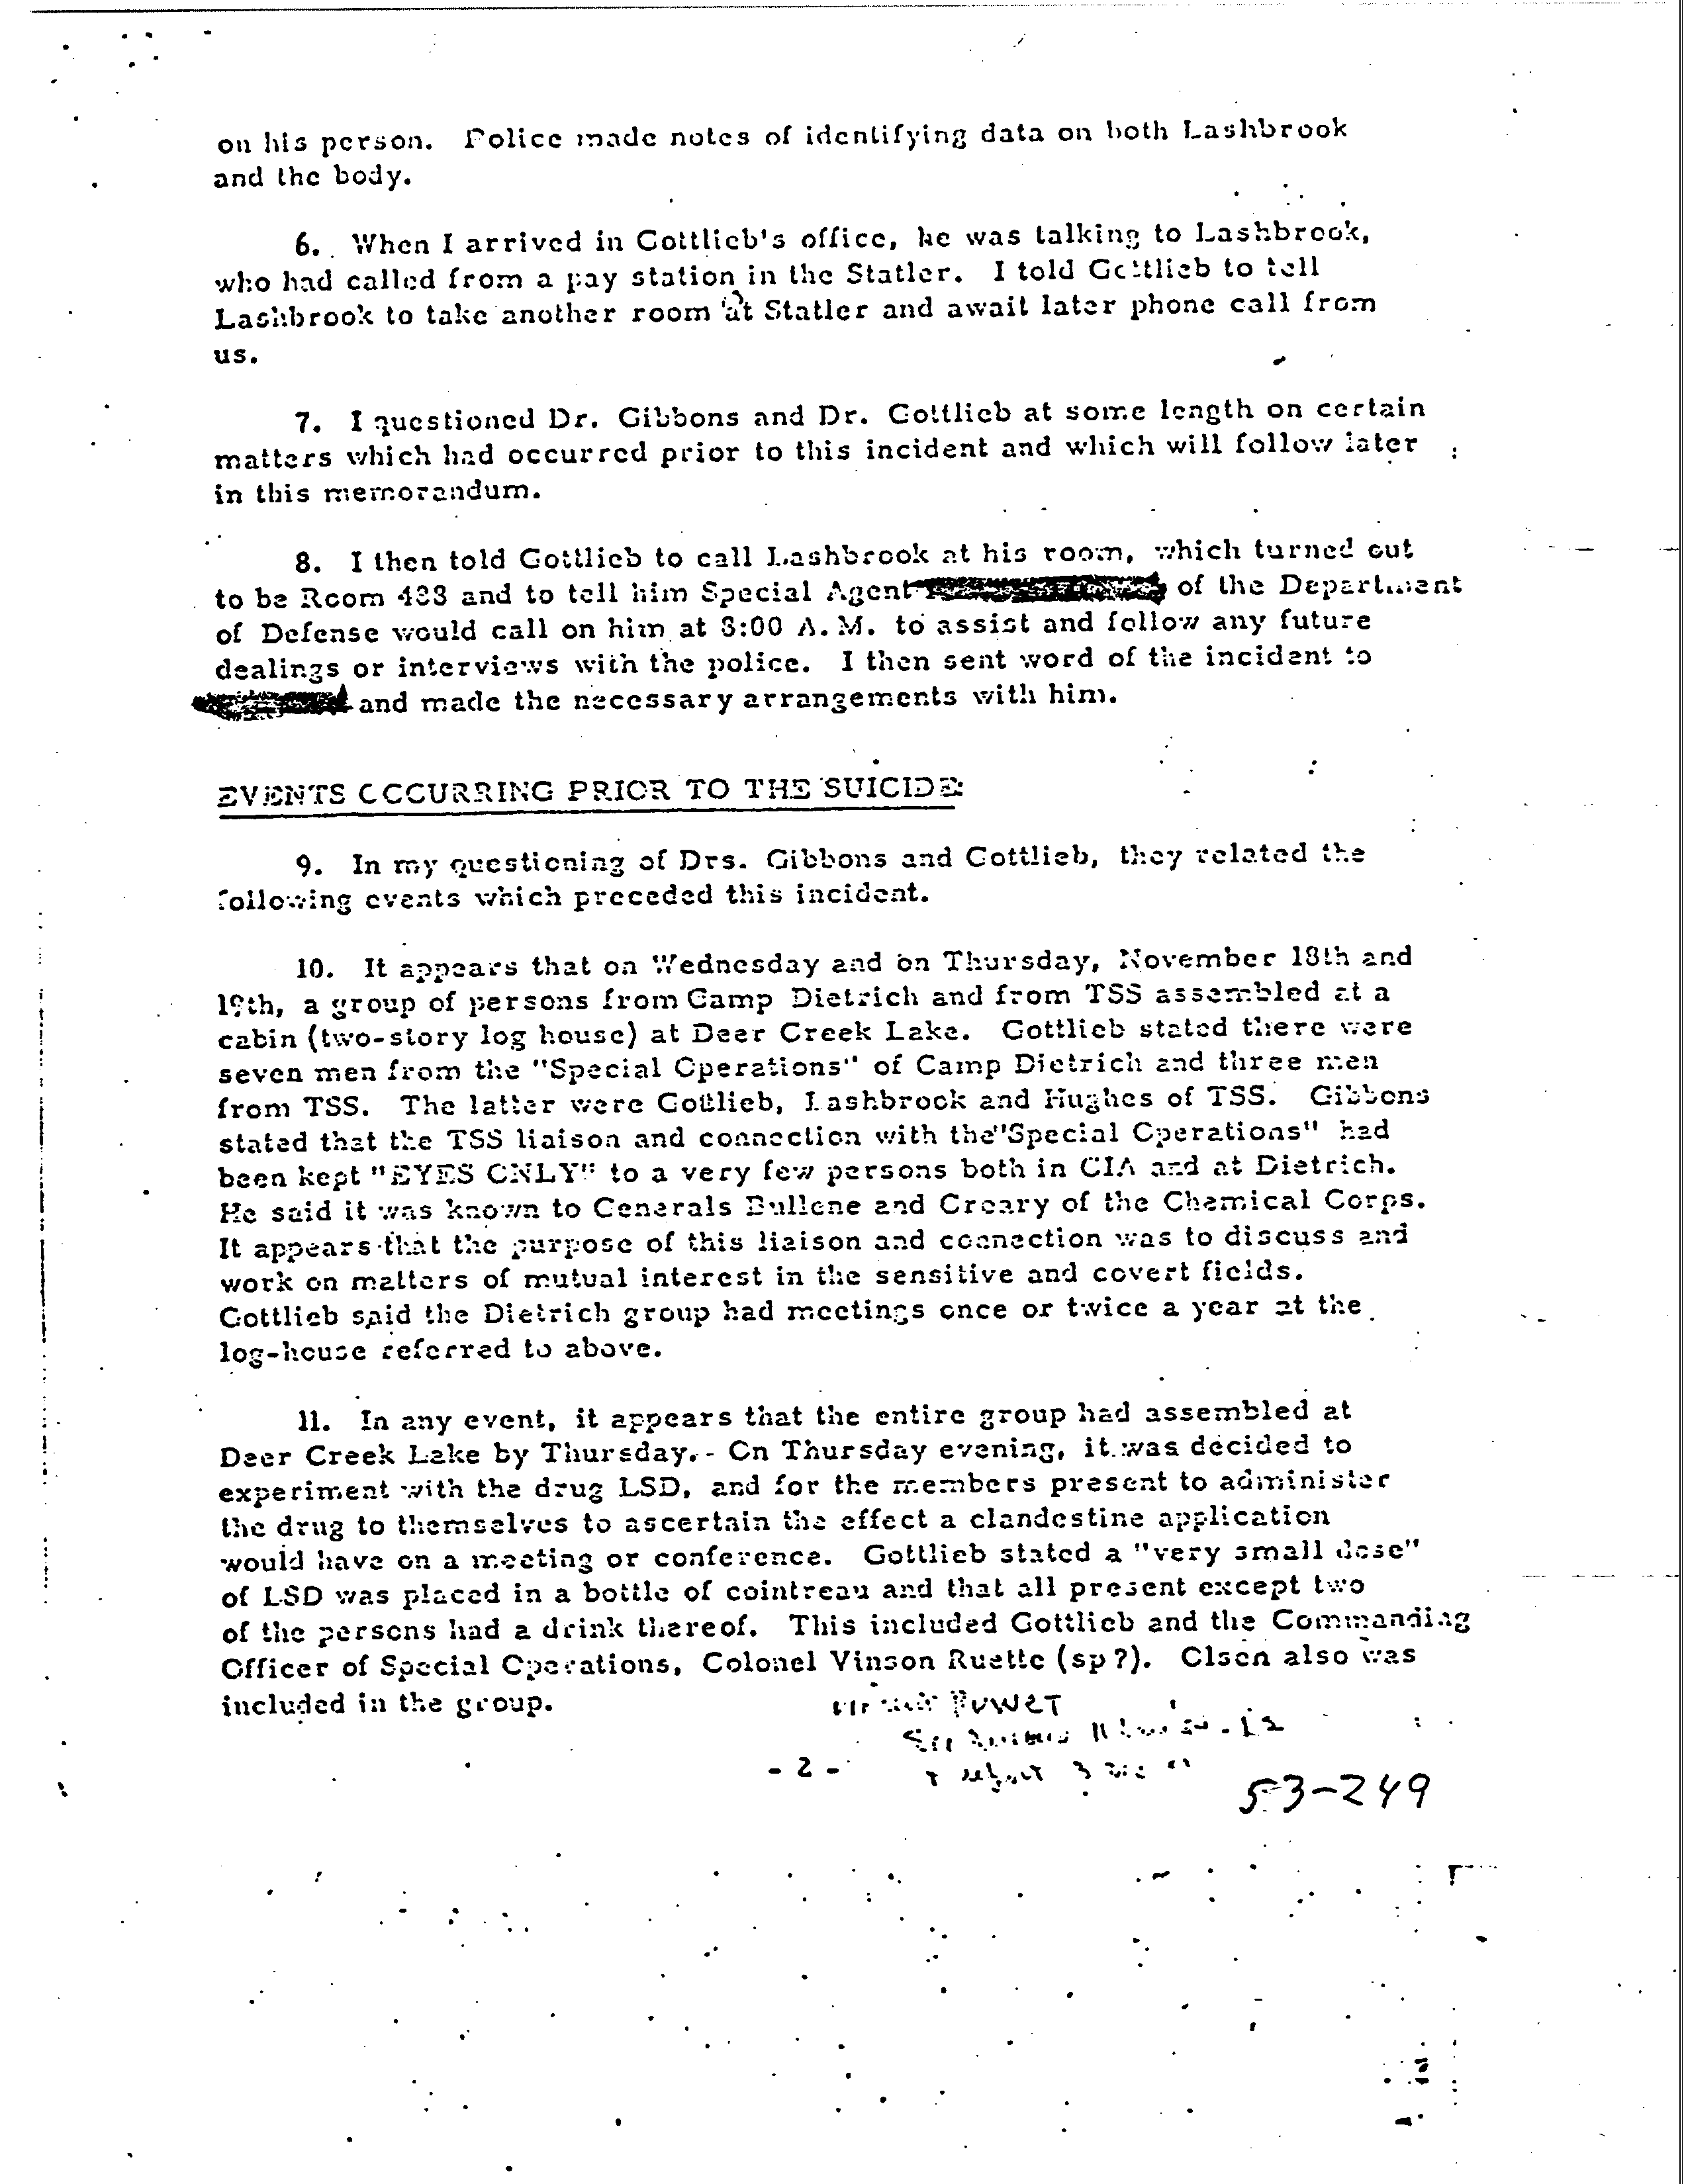 on his person. Police made notes of identifying data on both Lashbrook
and the body.
6. When I arrived in Gottlieb's office, he was talking to Lashbrook,
who had called from a pay station in the Statler. I told Gottlieb to tell
Lashbrook to take another room at Statler and await later phone call from
us.
7. I questioned Dr. Gibbons and Dr. Gottlieb at some length on certain
matters which had occurred prior to this incident and which will follow later
in this memorandum.
8. I then told Gottlieb to call Lashbrook at his room, which turned out
to be Room 488 and to tell him Special Agent of the Department
of Defense would call on him at 8:00 A.M. to assist and follow any future
dealings or interviews with the police. I then sent word of the incident to
and made the necessary arrangements with him.
EVENTS OCCURRING PRIOR TO THE SUICIDE:
9. In my questioning of Drs. Gibbons and Gottlieb, they related the
following events which preceded this incident.
10. It appears that on Wednesday and on Thursday, November 18th and
19th, a group of persons from Camp Dietrich and from TSS assembled at a
cabin (two-story log house) at Deer Creek Lake. Gottlieb stated there were
seven men from the "Special Operations" of Camp Dietrich and three men
from TSS. The latter were Gottlieb, Lashbrook and Hughes of TSS. Gibbons
stated that the TSS liaison and connection with the "Special Operations" had
been kept "EYES ONLY" to a very few persons both in CIA and at Dietrich.
He said it was known to Generals Bullene and Creary of the Chemical Corps.
It appears that the purpose of this liaison and connection was to discuss and
work on matters of mutual interest in the sensitive and covert fields.
Gottlieb said the Dietrich group had meetings once or twice a year at the
log-house referred to above.
11. In any event, it appears that the entire group had assembled at
Deer Creek Lake by Thursday. On Thursday evening, it was decided to
experiment with the drug LSD, and for the members present to administer
the drug to themselves to ascertain the effect a clandestine application
would have on a meeting or conference. Gottlieb stated a "very small dose"
of LSD was placed in a bottle of cointreau and that all present except two
of the persons had a drink thereof. This included Gottlieb and the Commanding
Officer of Special Operations, Colonel Vinson Ruette (sp?). Olsen also was
included in the group.
- 2 -
53-249